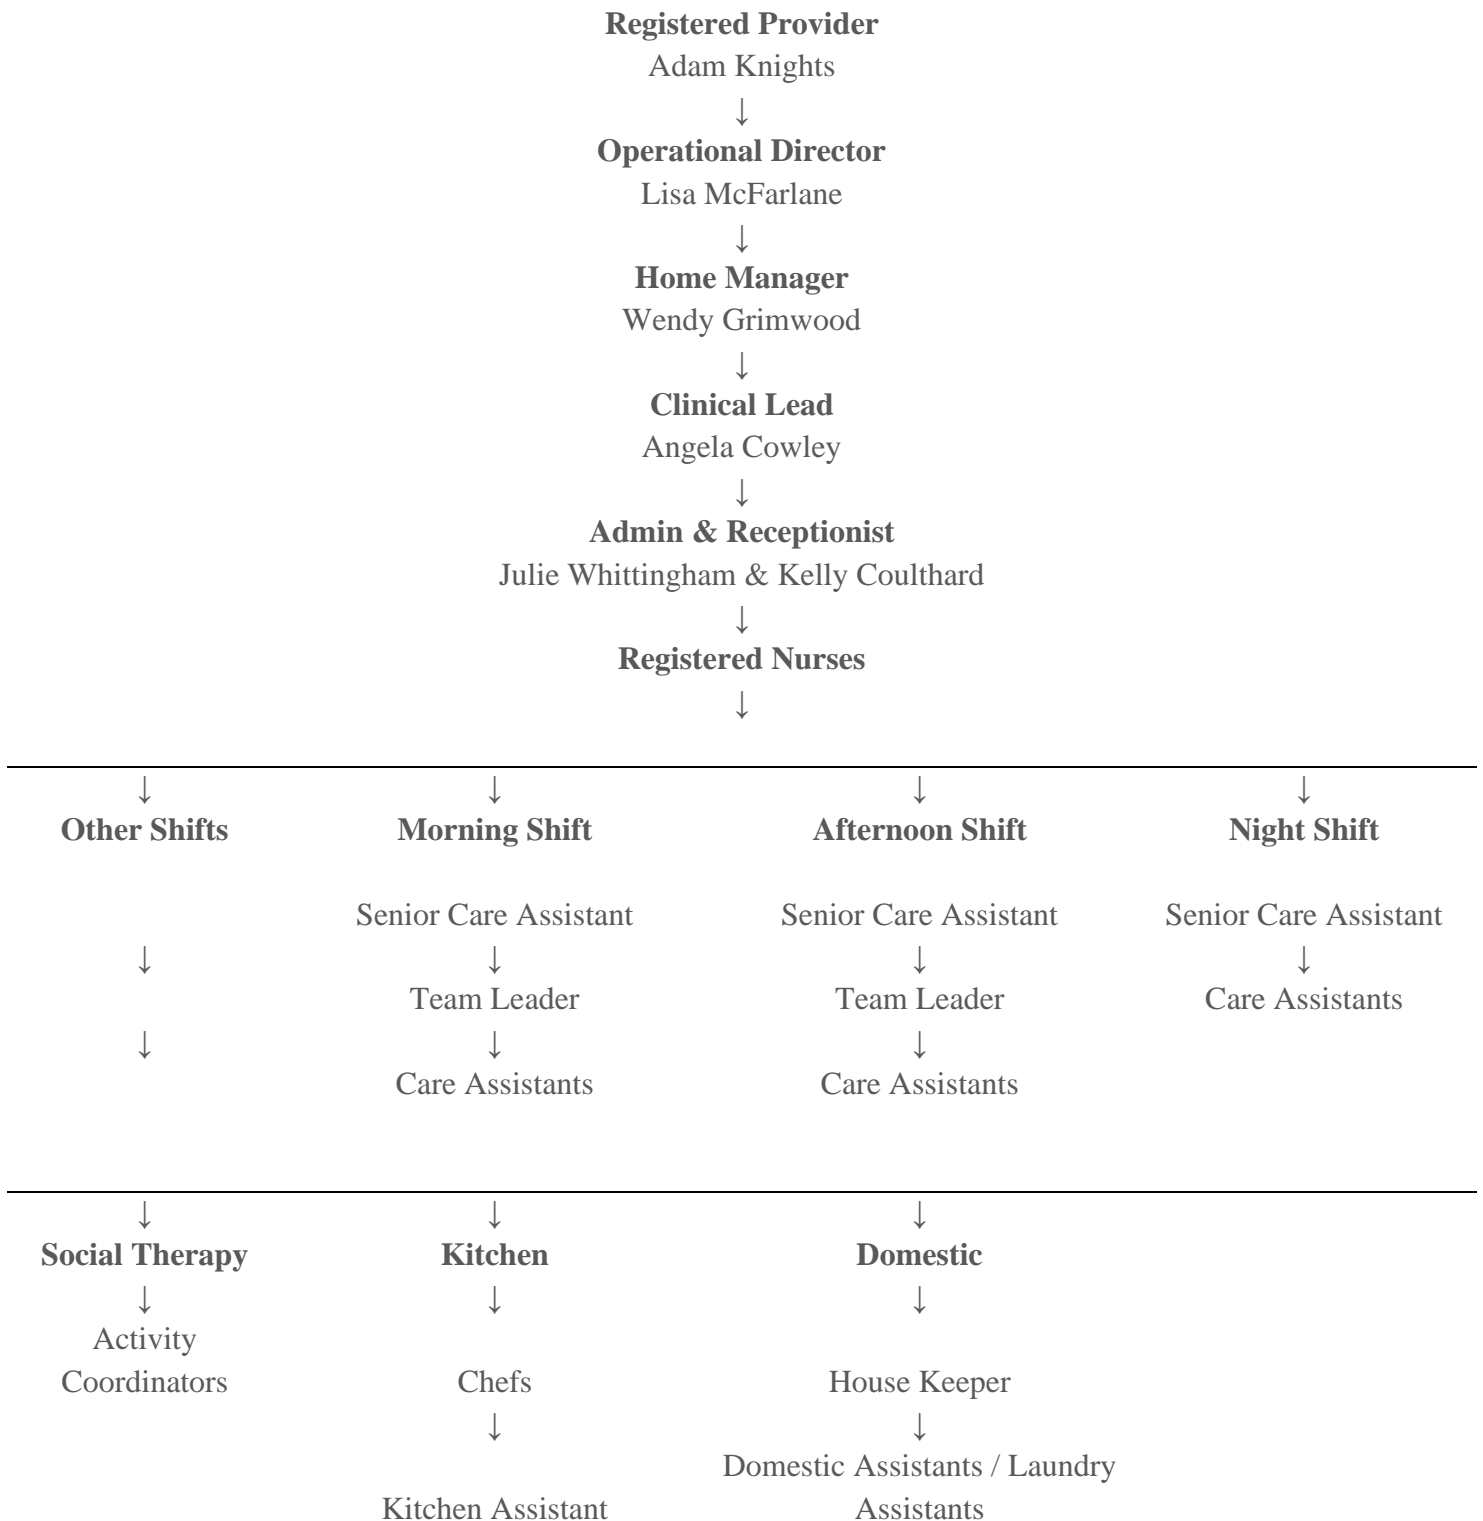 Registered Provider
Adam Knights
↓
Operational Director
Lisa McFarlane
↓
Home Manager
Wendy Grimwood
↓
Clinical Lead
Angela Cowley
↓
Admin & Receptionist
Julie Whittingham & Kelly Coulthard
↓
Registered Nurses
↓
↓ ↓ ↓ ↓
Other Shifts Morning Shift Afternoon Shift Night Shift
Senior Care Assistant Senior Care Assistant Senior Care Assistant
↓ ↓ ↓ ↓
Team Leader Team Leader Care Assistants
↓ ↓ ↓
Care Assistants Care Assistants
↓ ↓ ↓
Social Therapy Kitchen Domestic
↓ ↓ ↓
Activity
Coordinators Chefs House Keeper
↓ ↓
Domestic Assistants / Laundry
Kitchen Assistant Assistants